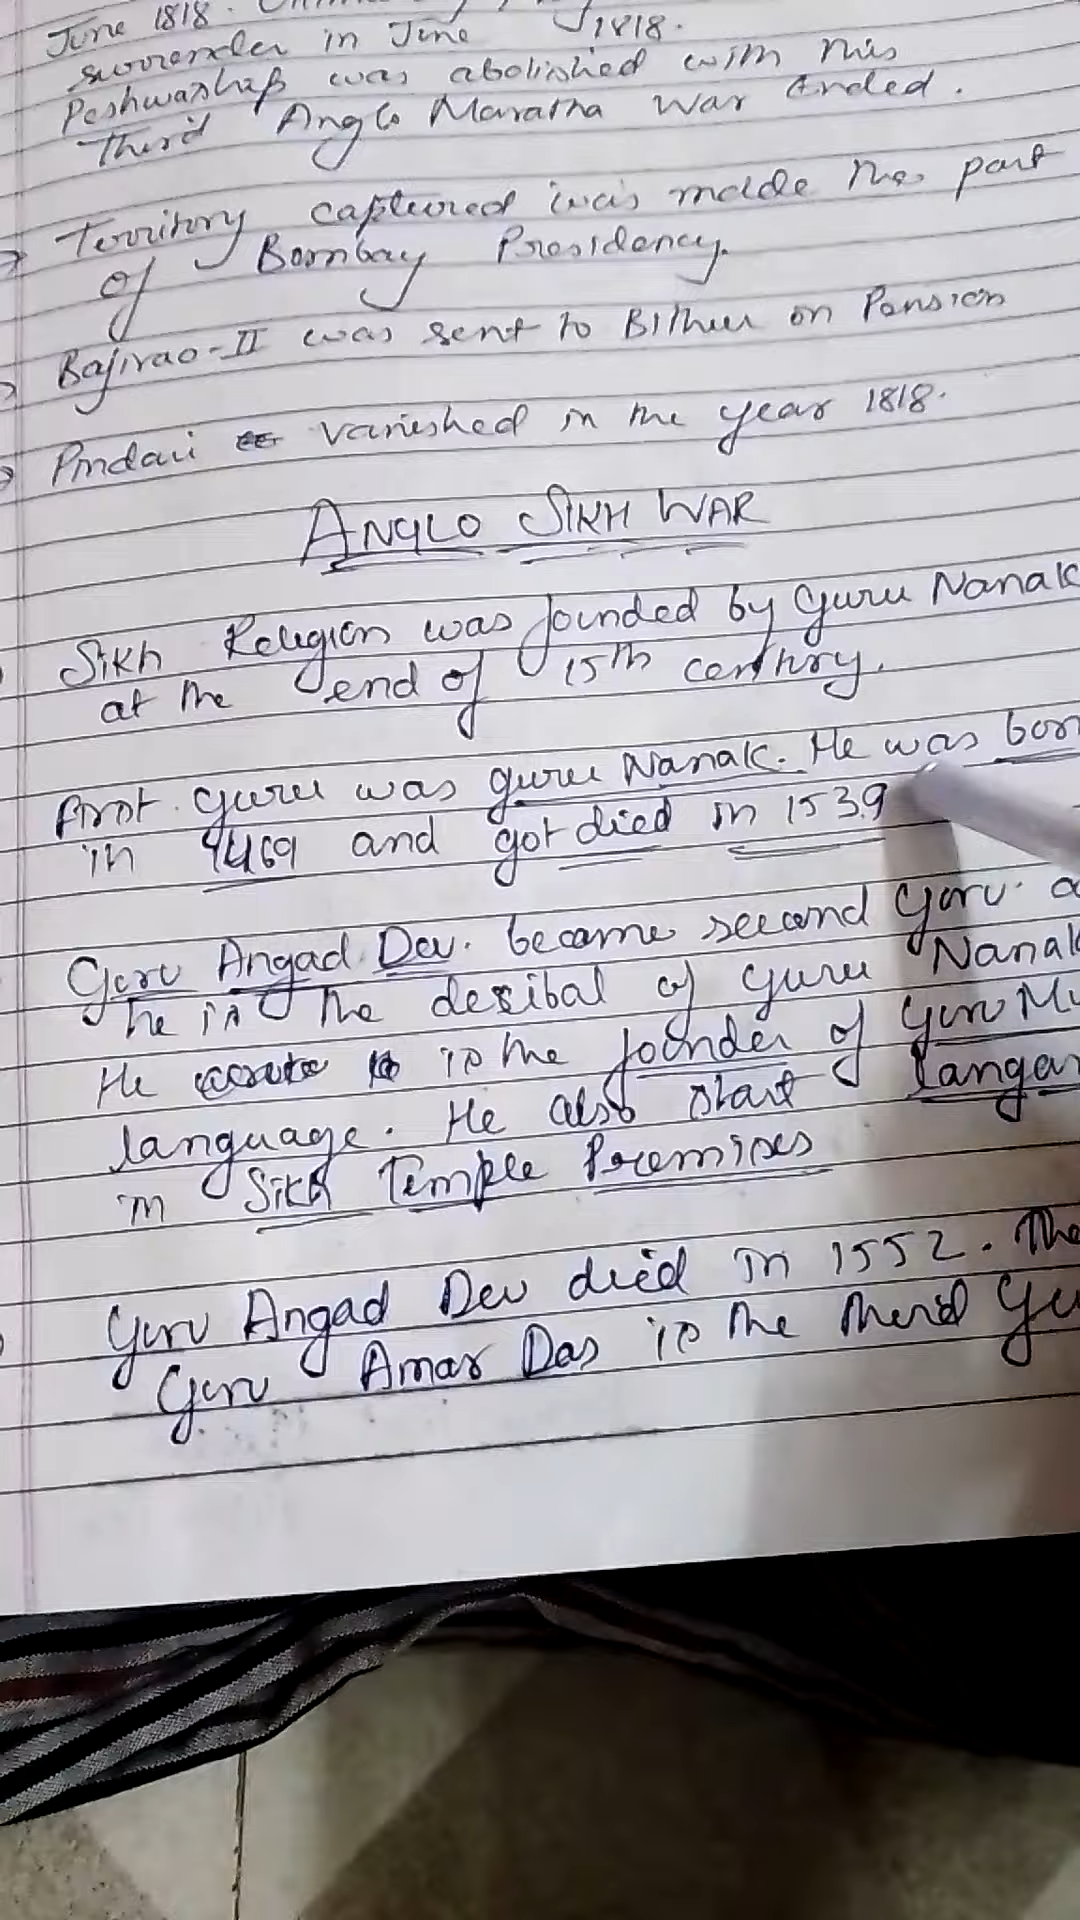 June 1818.
surrender in June 1818.
Peshwaship was abolished with this
Third Anglo Maratha War Ended.
Territory captured was made the part
of Bombay Presidency.
Bajirao-II was sent to Bithur on Pension
Pindari vanished in the year 1818.
ANGLO SIKH WAR
Sikh Religion was founded by Guru Nanak
at the end of 15th century.
First Guru was guru Nanak. He was born
in 1469 and got died in 1539
Guru Angad Dev. became second Guru.
he is the desibal of guru Nanak
He is the founder of Guru Mu
language. He also start langar
in Sikh Temple Premises
Guru Angad Dev died in 1552. The
Guru Amar Das is the therd Gu